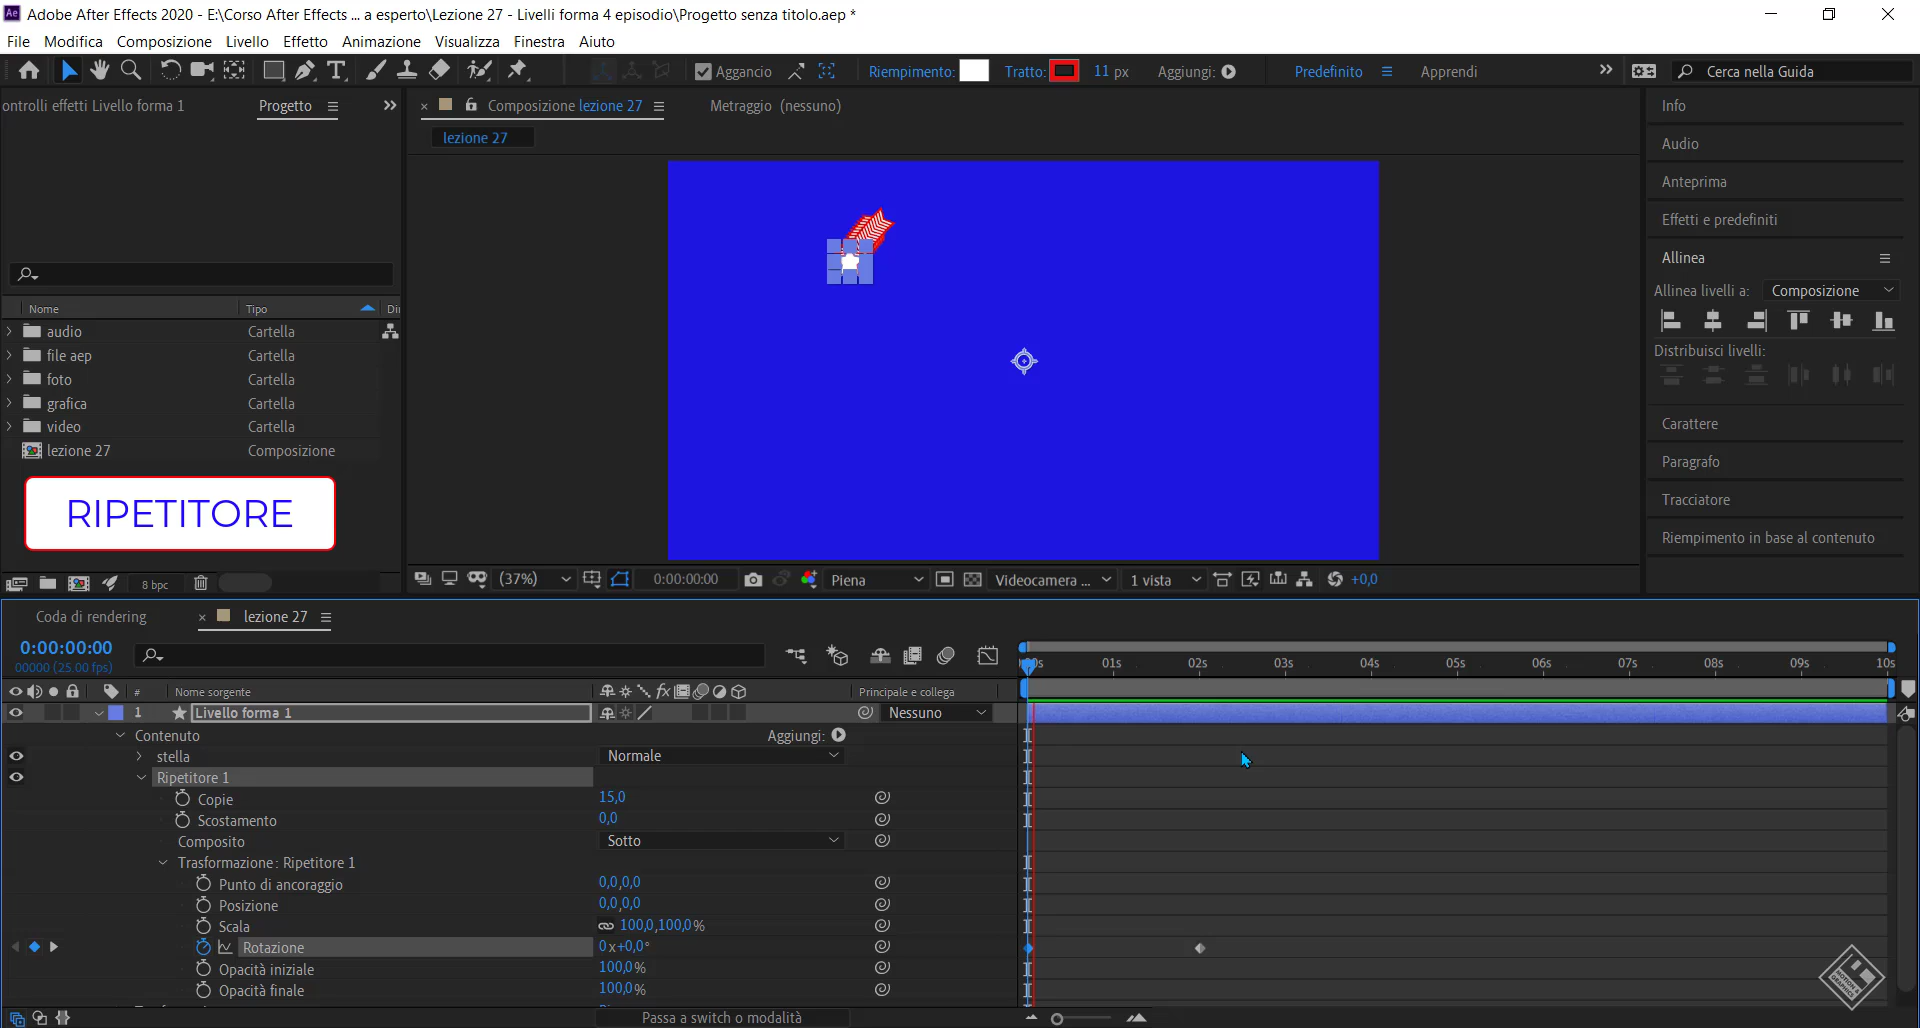 Adobe After Effects 2020 - E:\Corso After Effects ... a esperto\Lezione 27 - Livelli forma 4 episodio\Progetto senza titolo.aep *
File Modifica Composizione Livello Effetto Animazione Visualizza Finestra Aiuto
Aggancio Riempimento: Tratto: 11 px Aggiungi: Predefinito Apprendi Cerca nella Guida
ontrolli effetti Livello forma 1 Progetto
Composizione lezione 27 Metraggio (nessuno)
lezione 27
Info
Audio
Anteprima
Effetti e predefiniti
Allinea
Allinea livelli a: Composizione
Distribuisci livelli:
Carattere
Paragrafo
Tracciatore
Riempimento in base al contenuto
Nome Tipo Di
audio Cartella
file aep Cartella
foto Cartella
grafica Cartella
video Cartella
lezione 27 Composizione
RIPETITORE
8 bpc
(37%) 0:00:00:00 Piena Videocamera ... 1 vista +0,0
Coda di rendering lezione 27
0:00:00:00
00000 (25.00 fps)
01s 02s 03s 04s 05s 06s 07s 08s 09s 10s
# Nome sorgente Principale e collega
1 Livello forma 1 Nessuno
Contenuto Aggiungi:
stella Normale
Ripetitore 1
Copie 15,0
Scostamento 0,0
Composito Sotto
Trasformazione: Ripetitore 1
Punto di ancoraggio 0,0,0,0
Posizione 0,0,0,0
Scala 100,0,100,0%
Rotazione 0x+0,0°
Opacità iniziale 100,0%
Opacità finale 100,0%
Passa a switch o modalità